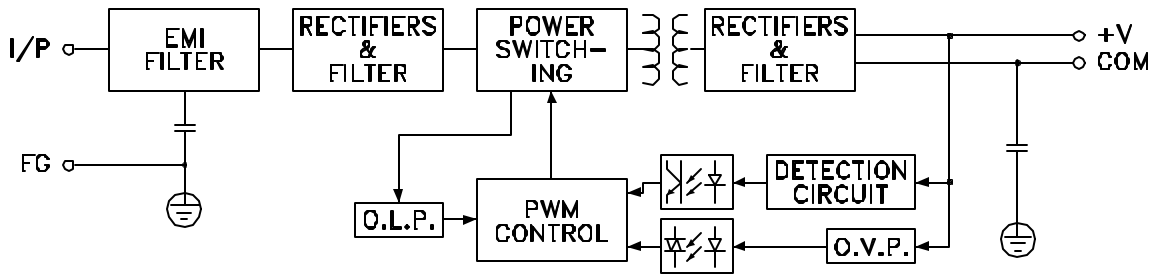 I/P
EMI
FILTER
RECTIFIERS
&
FILTER
POWER
SWITCH-
ING
RECTIFIERS
&
FILTER
+V
COM
FG
O.L.P.
PWM
CONTROL
DETECTION
CIRCUIT
O.V.P.